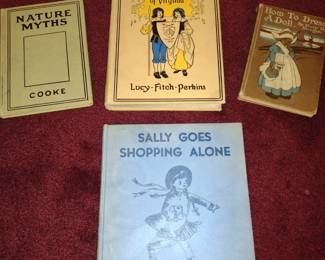 NATURE
MYTHS
COOKE
of Virginia
Lucy-Fitch-Perkins
How To Dress
A Doll
SALLY GOES
SHOPPING ALONE